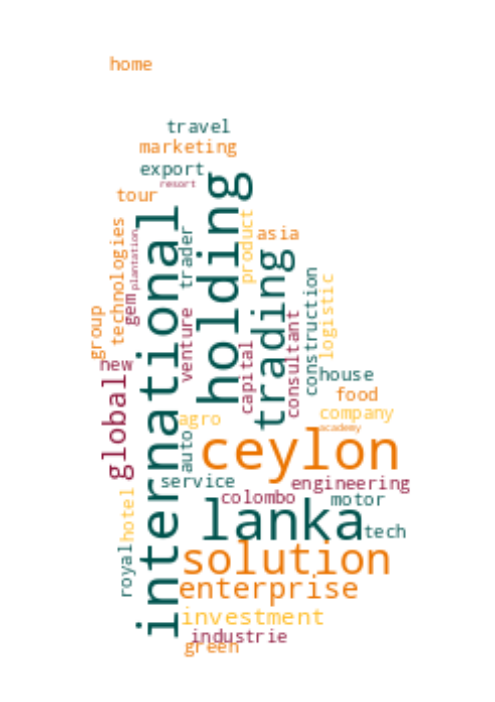 home
travel
marketing
export
resort
tour
holding
international
technologies
plantation
gem
trader
product
asia
trading
construction
logistic
group
venture
capital
consultant
new
house
global
food
company
agro
academy
auto
ceylon
service
engineering
hotel
colombo
motor
lanka
tech
royal
solution
enterprise
investment
industrie
green